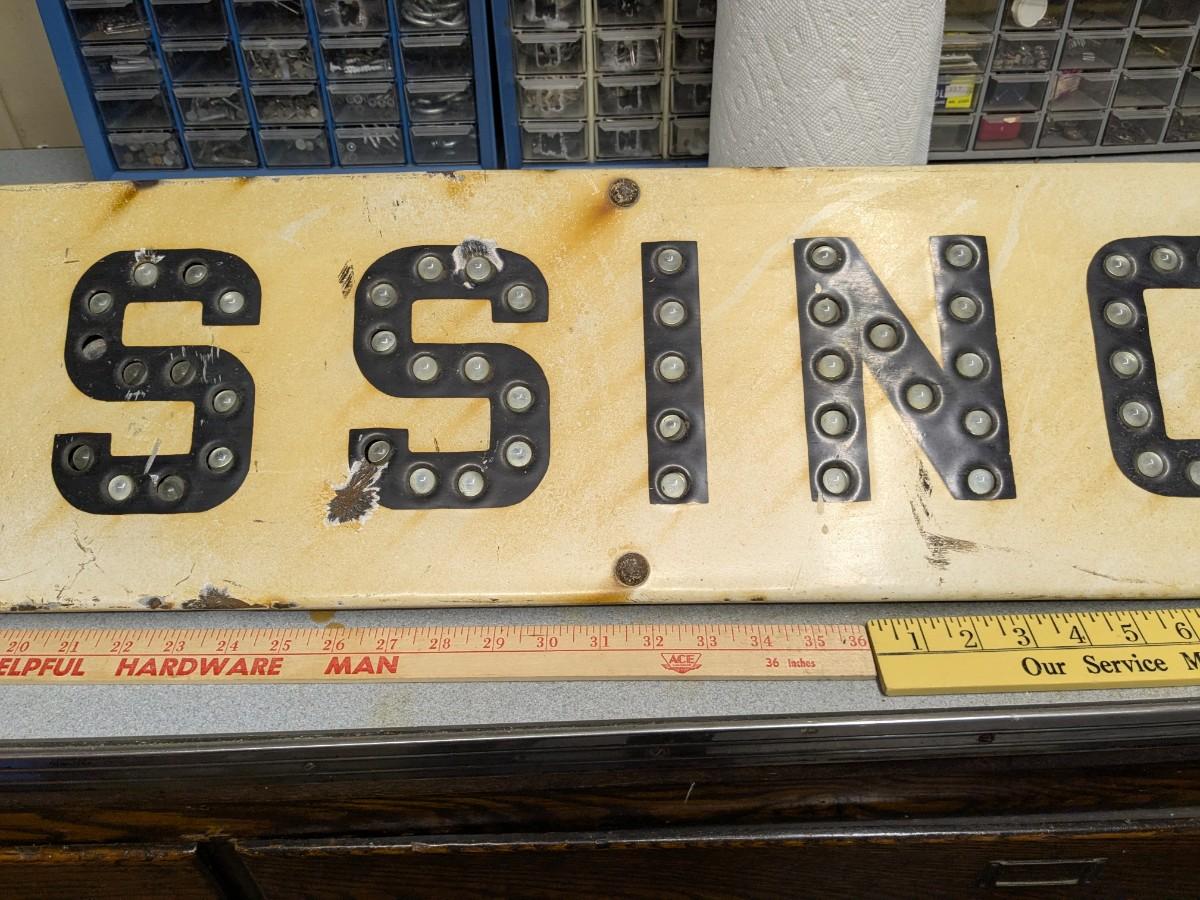 SSING
20 21 22 23 24 25 26 27 28 29 30 31 32 33 34 35 36
1 2 3 4 5 6
ELPFUL HARDWARE MAN ACE 36 Inches
Our Service M